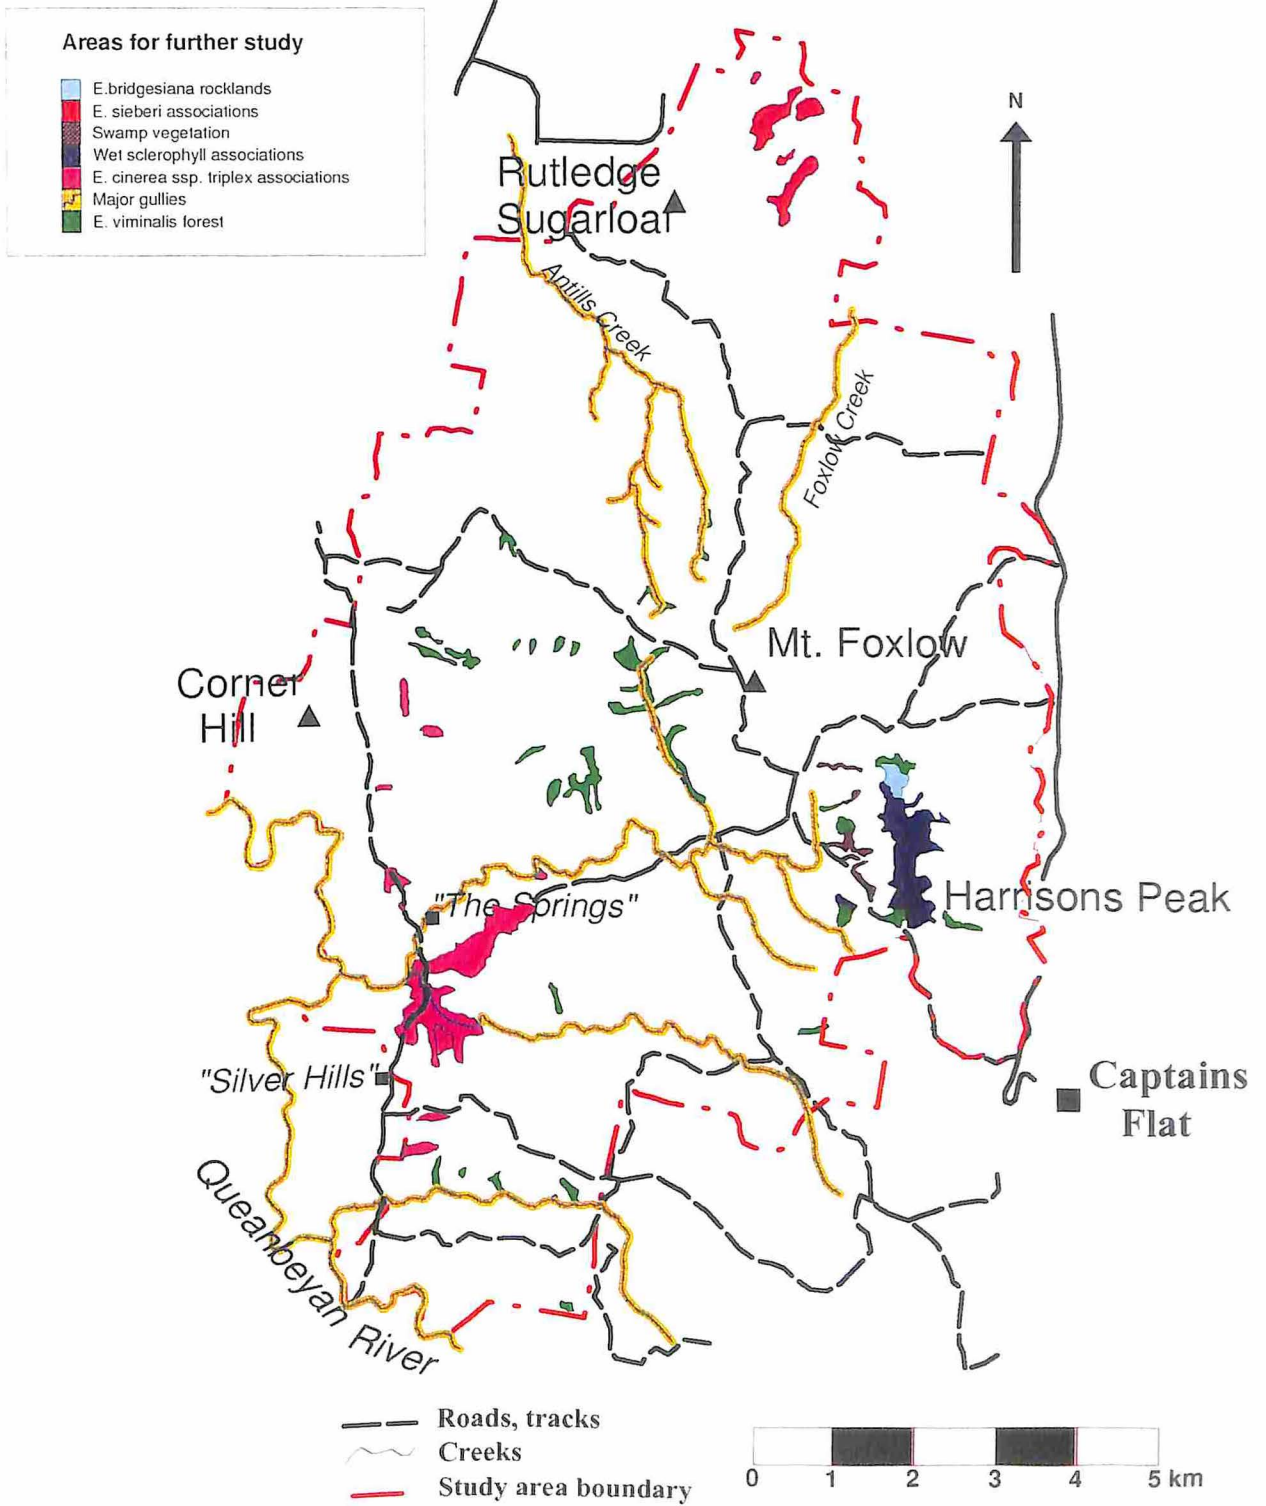 Areas for further study
E.bridgesiana rocklands
E. sieberi associations
Swamp vegetation
Wet sclerophyll associations
E. cinerea ssp. triplex associations
Major gullies
E. viminalis forest
N
Rutledge
Sugarloaf
Antills Creek
Foxlow Creek
Mt. Foxlow
Corner
Hill
"The Springs"
Harrisons Peak
"Silver Hills"
Captains
Flat
Queanbeyan River
Roads, tracks
Creeks
Study area boundary
0 1 2 3 4 5 km